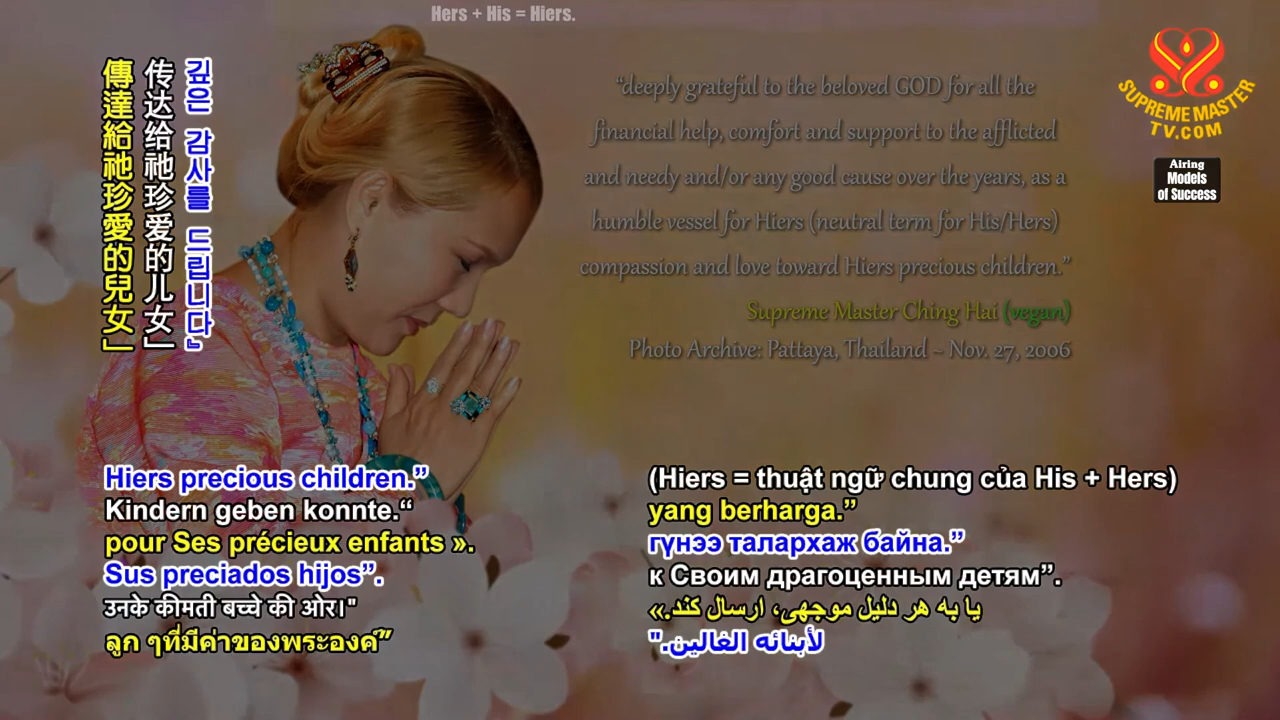 Hers + His = Hiers.
傳達給祂珍愛的兒女」
传达给祂珍爱的儿女」
깊은 감사를 드립니다』
“deeply grateful to the beloved GOD for all the
financial help, comfort and support to the afflicted
and needy and/or any good cause over the years, as a
humble vessel for Hiers (neutral term for His/Hers)
compassion and love toward Hiers precious children.”
Supreme Master Ching Hai (vegan)
Photo Archive: Pattaya, Thailand ~ Nov. 27, 2006
SUPREME MASTER
TV.COM
Airing
Models
of Success
Hiers precious children.”
Kindern geben konnte.“
pour Ses précieux enfants ».
Sus preciados hijos”.
उनके कीमती बच्चे की ओर।"
ลูก ๆที่มีค่าของพระองค์”
(Hiers = thuật ngữ chung của His + Hers)
yang berharga.”
гүнээ талархаж байна.”
к Своим драгоценным детям”.
یا به هر دلیل موجهی، ارسال کند.»
لأبنائه الغالين."